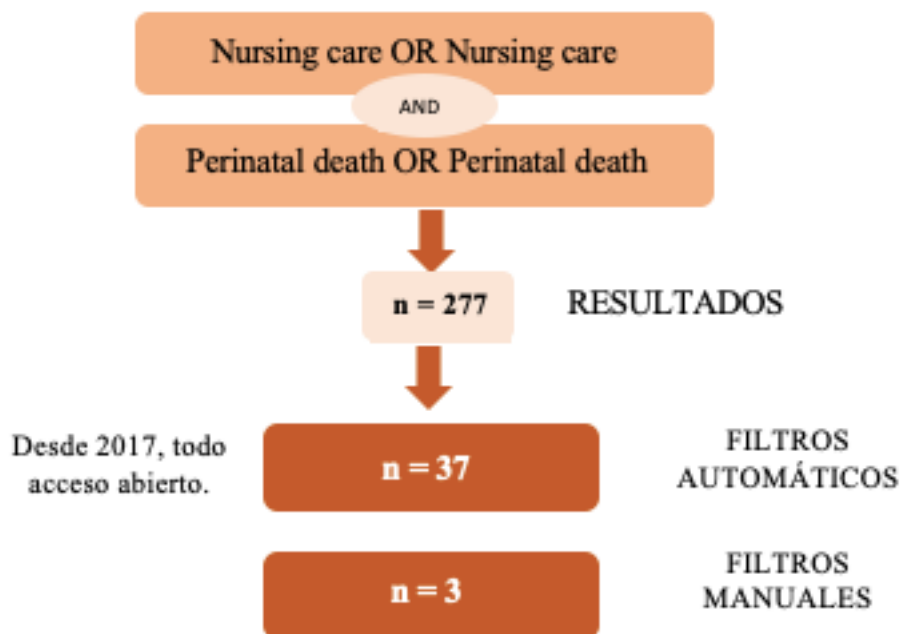 Nursing care OR Nursing care
AND
Perinatal death OR Perinatal death
n = 277
RESULTADOS
Desde 2017, todo
acceso abierto.
n = 37
FILTROS
AUTOMÁTICOS
n = 3
FILTROS
MANUALES